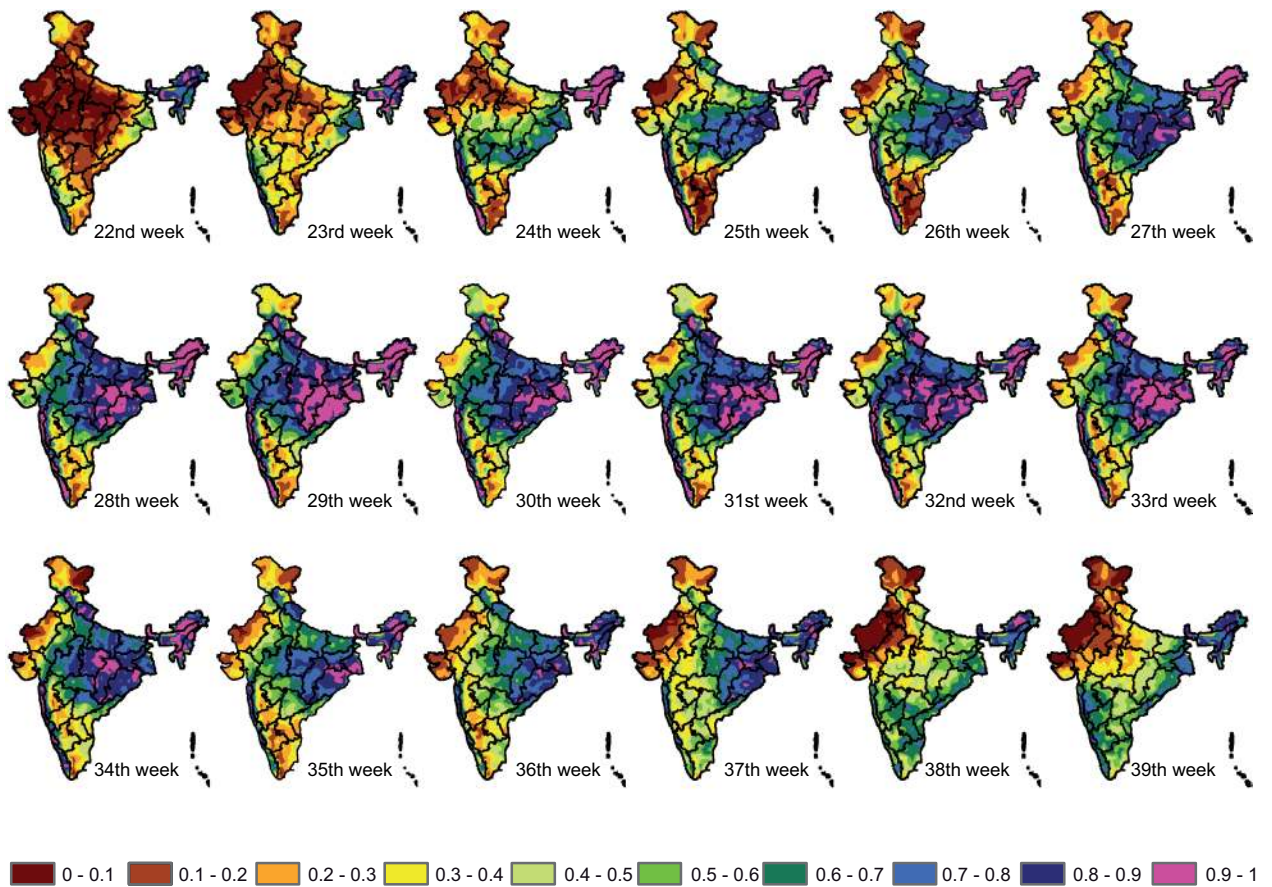 22nd week 23rd week 24th week 25th week 26th week 27th week
28th week 29th week 30th week 31st week 32nd week 33rd week
34th week 35th week 36th week 37th week 38th week 39th week
0 - 0.1 0.1 - 0.2 0.2 - 0.3 0.3 - 0.4 0.4 - 0.5 0.5 - 0.6 0.6 - 0.7 0.7 - 0.8 0.8 - 0.9 0.9 - 1